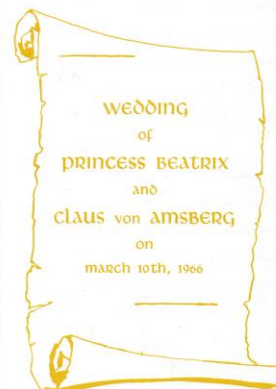 WEDDING
of
PRINCESS BEATRIX
and
CLAUS von AMSBERG
on
MARCH 10th, 1966